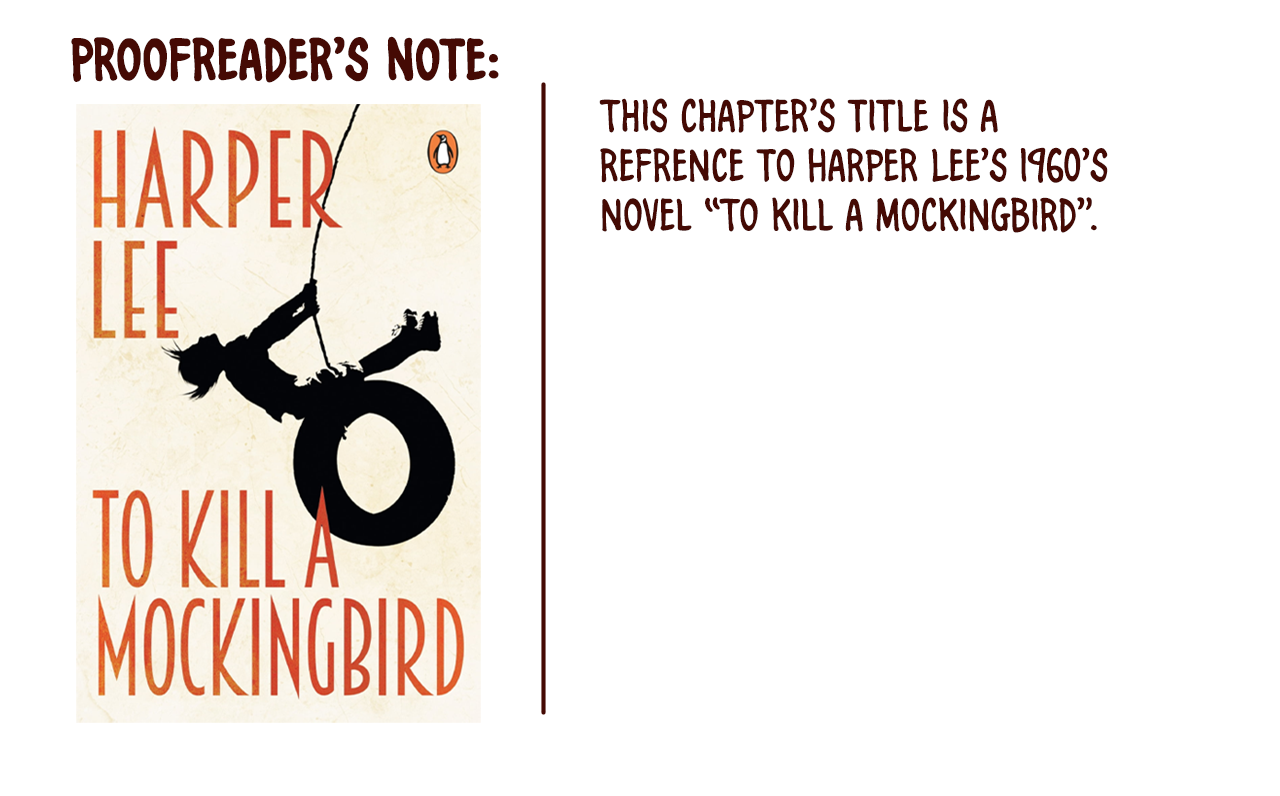 PROOFREADER'S NOTE:
HARPER
LEE
TO KILL A
MOCKINGBIRD
THIS CHAPTER'S TITLE IS A
REFRENCE TO HARPER LEE'S 1960'S
NOVEL "TO KILL A MOCKINGBIRD".